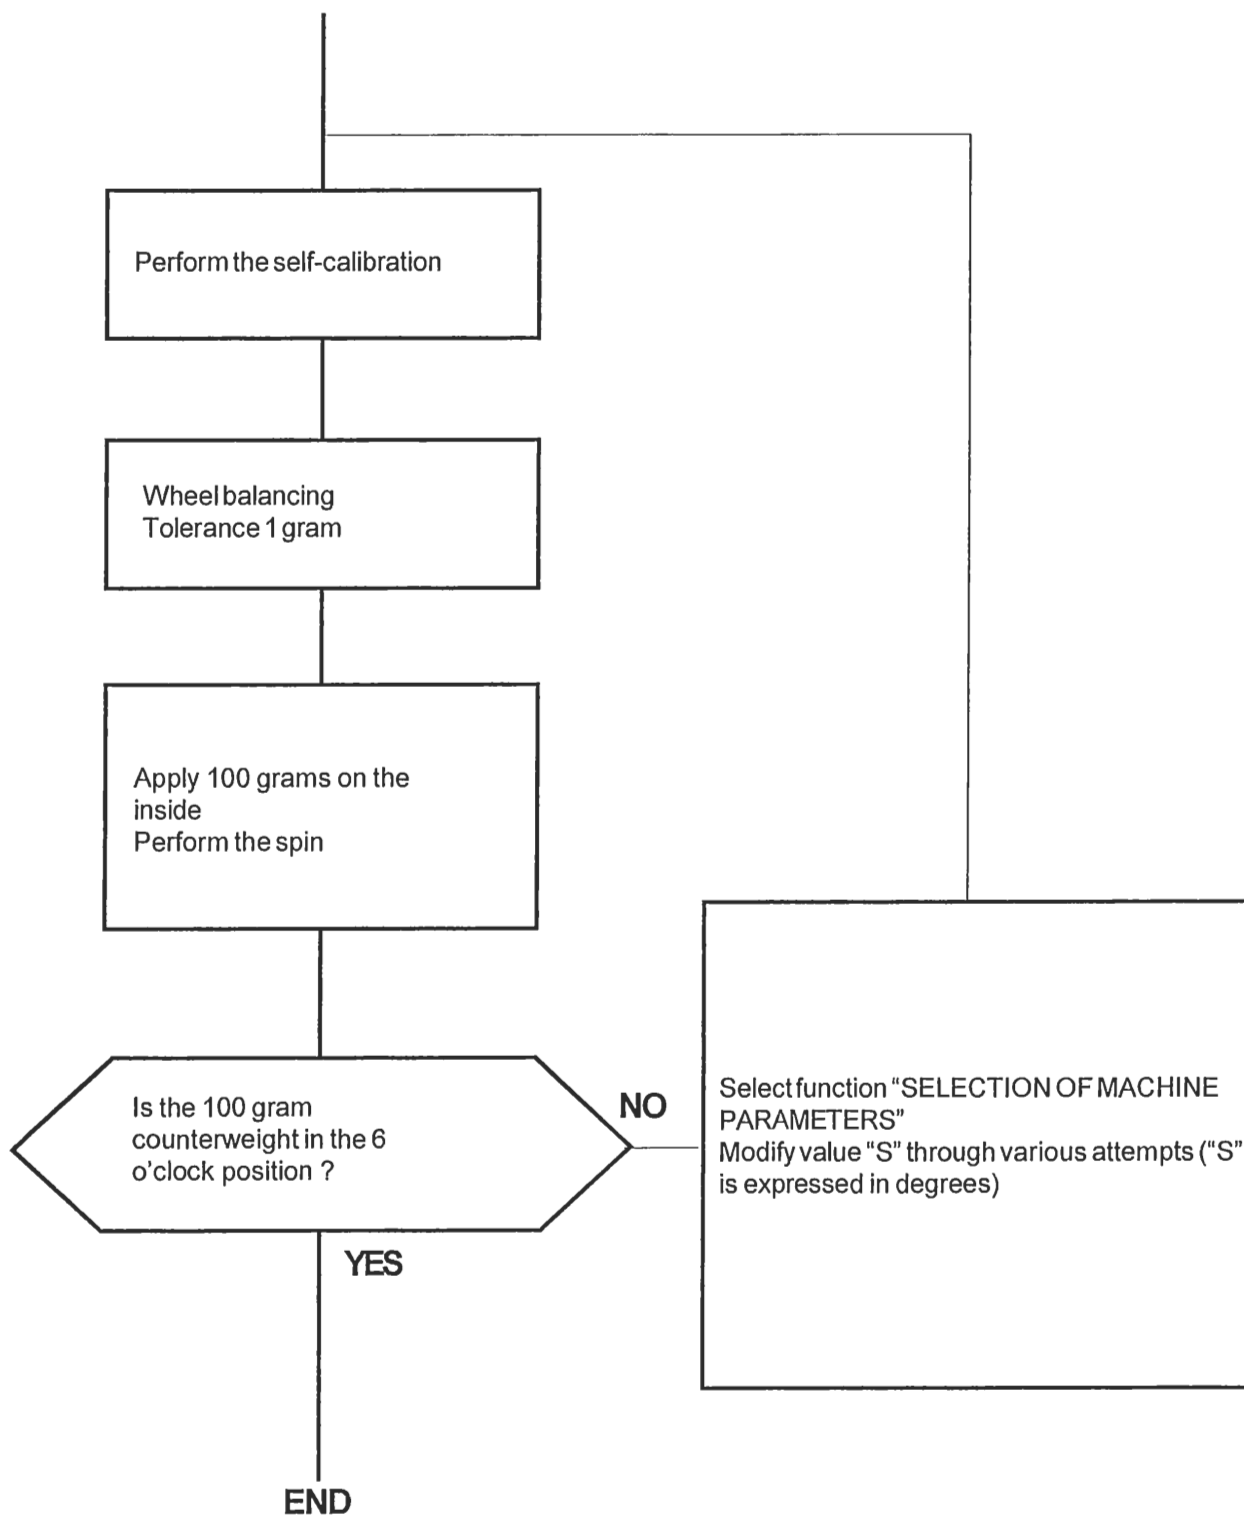 Perform the self-calibration
Wheel balancing
Tolerance 1 gram
Apply 100 grams on the
inside
Perform the spin
Is the 100 gram
counterweight in the 6
o'clock position ?
NO
Select function “SELECTION OF MACHINE
PARAMETERS”
Modify value “S” through various attempts (“S”
is expressed in degrees)
YES
END